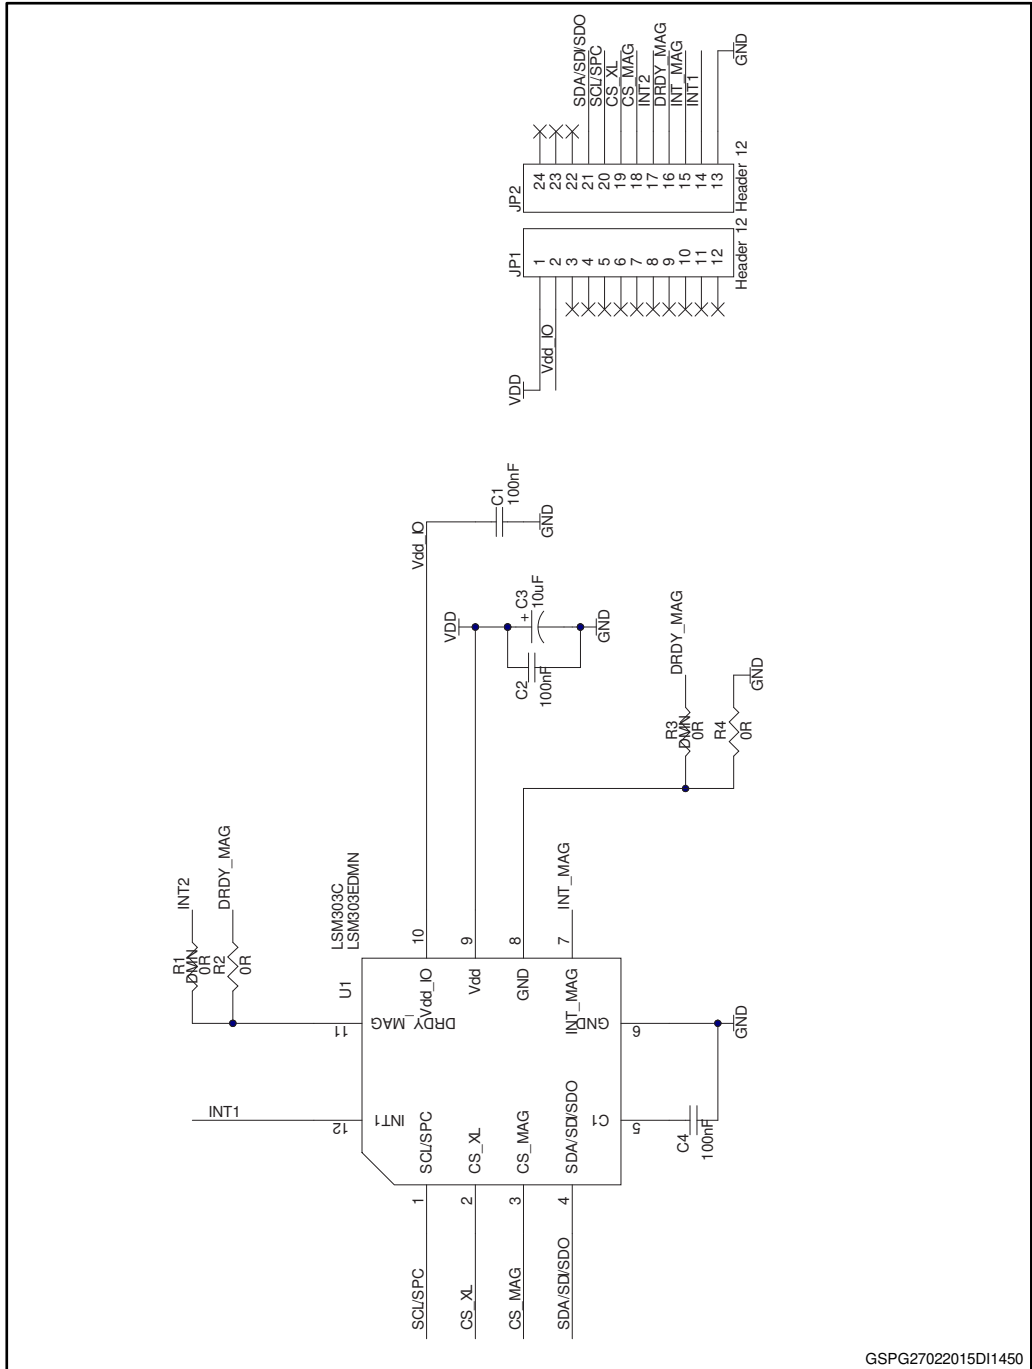 JP1
VDD
Vdd_IO
1
2
3
4
5
6
7
8
9
10
11
12
Header 12
JP2
24
23
22
21
20
19
18
17
16
15
14
13
Header 12
SDA/SDI/SDO
SCL/SPC
CS_XL
CS_MAG
INT2
DRDY_MAG
INT_MAG
INT1
GND
Vdd_IO
C1
100nF
GND
VDD
C2
100nF
+
C3
10uF
GND
DRDY_MAG
R3
DMN
0R
R4
0R
GND
INT2
DRDY_MAG
R1
DMN
0R
R2
0R
LSM303C
LSM303EDMN
U1
INT1
12
INT1
11
DRDY_MAG
10
Vdd_IO
9
Vdd
8
GND
7
INT_MAG
INT_MAG
6
GND
GND
5
C1
C4
100nF
SCL/SPC
1
SCL/SPC
CS_XL
2
CS_XL
CS_MAG
3
CS_MAG
SDA/SDI/SDO
4
SDA/SDI/SDO
GSPG27022015DI1450